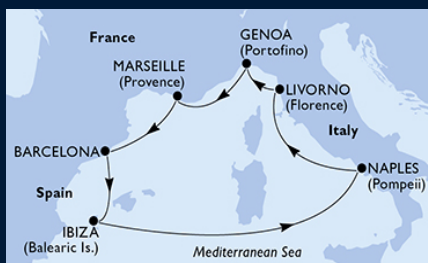 France
GENOA
(Portofino)
MARSEILLE
(Provence)
LIVORNO
(Florence)
Italy
BARCELONA
NAPLES
(Pompeii)
Spain
IBIZA
(Balearic Is.)
Mediterranean Sea